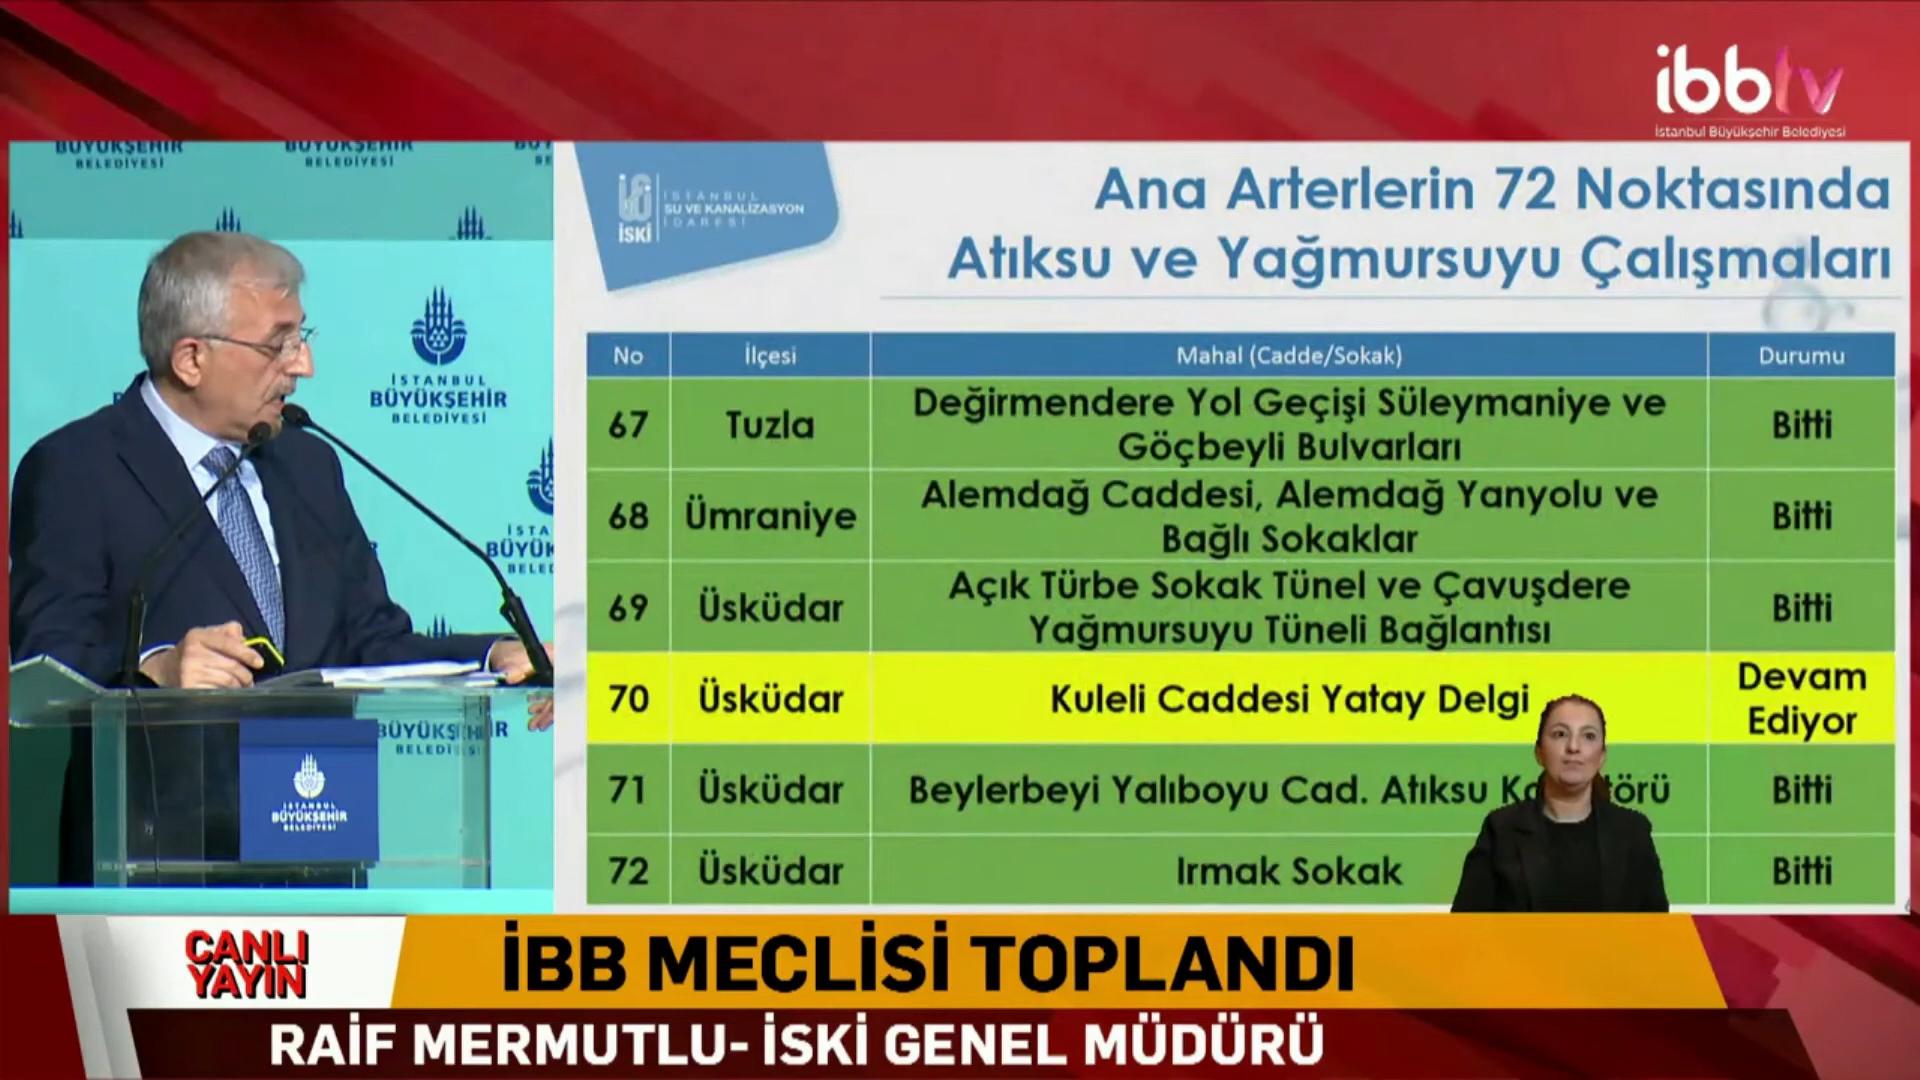 ibbtv
İstanbul Büyükşehir Belediyesi
BÜYÜKŞEHİR
BELEDİYESİ
BÜYÜKŞEHİR
BELEDİYESİ
İSTANBUL
BÜYÜKŞEHİR
BELEDİYESİ
İSTANBUL
BÜYÜKŞEHİR
BELEDİYESİ
İSKİ
İSTANBUL
SU VE KANALİZASYON
İDARESİ
Ana Arterlerin 72 Noktasında
Atıksu ve Yağmursuyu Çalışmaları
No İlçesi Mahal (Cadde/Sokak) Durumu
67 Tuzla Değirmendere Yol Geçişi Süleymaniye ve
Göçbeyli Bulvarları Bitti
68 Ümraniye Alemdağ Caddesi, Alemdağ Yanyolu ve
Bağlı Sokaklar Bitti
69 Üsküdar Açık Türbe Sokak Tünel ve Çavuşdere
Yağmursuyu Tüneli Bağlantısı Bitti
70 Üsküdar Kuleli Caddesi Yatay Delgi Devam
Ediyor
71 Üsküdar Beylerbeyi Yalıboyu Cad. Atıksu Bitti
72 Üsküdar Irmak Sokak Bitti
CANLI
YAYIN
İBB MECLİSİ TOPLANDI
RAİF MERMUTLU- İSKİ GENEL MÜDÜRÜ